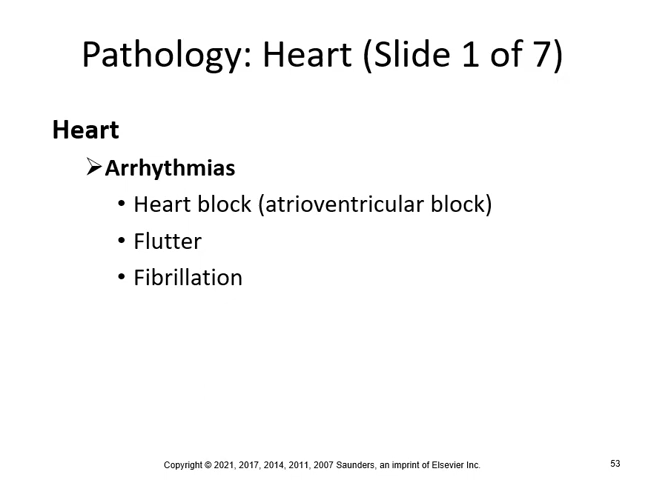 Pathology: Heart (Slide 1 of 7)
Heart
➢Arrhythmias
• Heart block (atrioventricular block)
• Flutter
• Fibrillation
Copyright © 2021, 2017, 2014, 2011, 2007 Saunders, an imprint of Elsevier Inc.
53